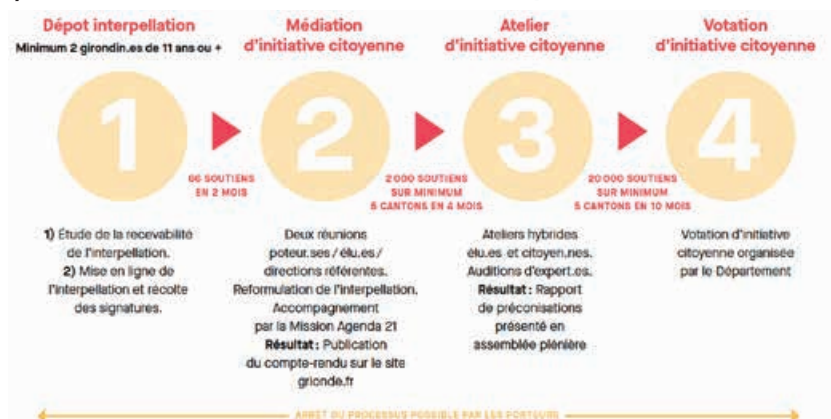 Dépot interpellation
Minimum 2 girondin.es de 11 ans ou +
1
66 SOUTIENS
EN 2 MOIS
1) Étude de la recevabilité
de l'interpellation.
2) Mise en ligne de
l'interpellation et récolte
des signatures.
Médiation
d'initiative citoyenne
2
2 000 SOUTIENS
SUR MINIMUM
5 CANTONS EN 4 MOIS
Deux réunions
poteur.ses / élu.es /
directions référentes.
Reformulation de l'interpellation.
Accompagnement
par la Mission Agenda 21
Résultat : Publication
du compte-rendu sur le site
grionde.fr
Atelier
d'initiative citoyenne
3
20 000 SOUTIENS
SUR MINIMUM
5 CANTONS EN 10 MOIS
Ateliers hybrides
élu.es et citoyen.nes.
Auditions d'expert.es.
Résultat : Rapport
de préconisations
présenté en
assemblée plénière
Votation
d'initiative citoyenne
4
Votation d'initiative
citoyenne organisée
par le Département
ARRÊT DU PROCESSUS POSSIBLE PAR LES PORTEURS